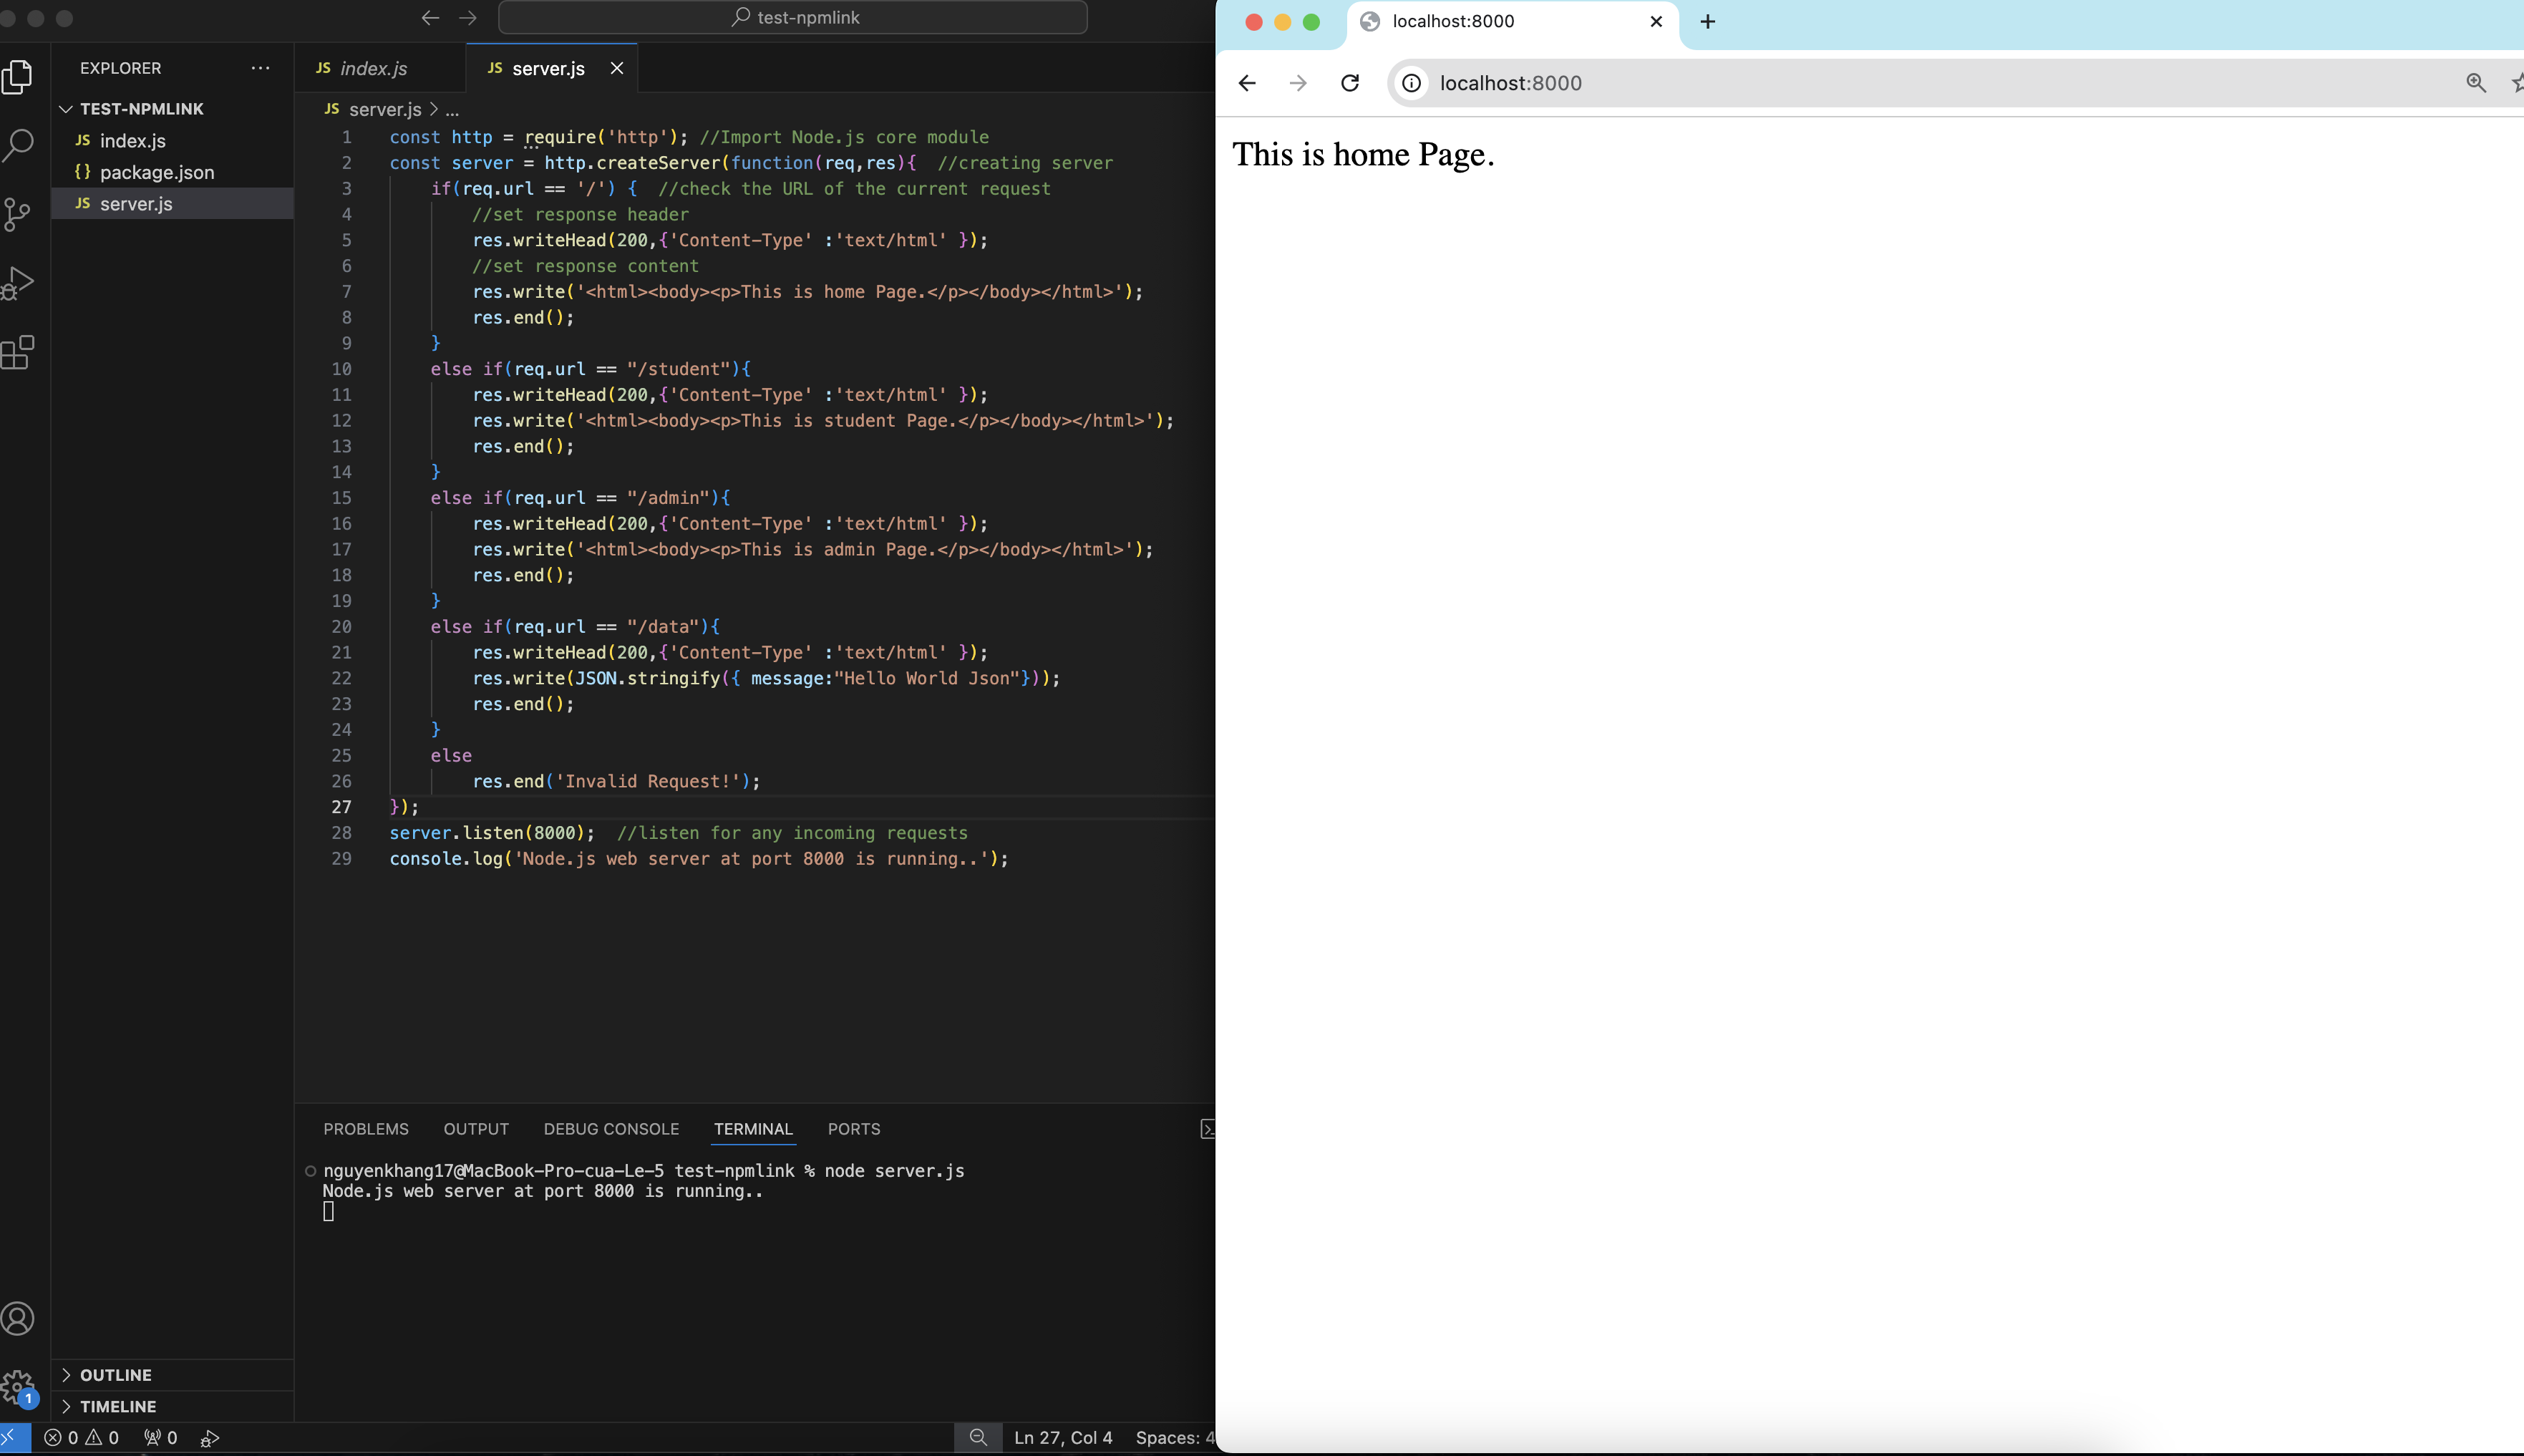 test-npmlink
EXPLORER
TEST-NPMLINK
JS index.js
{} package.json
JS server.js
OUTLINE
TIMELINE
JS index.js
JS server.js
JS server.js > ...
1 const http = require('http'); //Import Node.js core module
2 const server = http.createServer(function(req,res){  //creating server
3     if(req.url == '/') {  //check the URL of the current request
4         //set response header
5         res.writeHead(200,{'Content-Type' :'text/html' });
6         //set response content
7         res.write('<html><body><p>This is home Page.</p></body></html>');
8         res.end();
9     }
10     else if(req.url == "/student"){
11         res.writeHead(200,{'Content-Type' :'text/html' });
12         res.write('<html><body><p>This is student Page.</p></body></html>');
13         res.end();
14     }
15     else if(req.url == "/admin"){
16         res.writeHead(200,{'Content-Type' :'text/html' });
17         res.write('<html><body><p>This is admin Page.</p></body></html>');
18         res.end();
19     }
20     else if(req.url == "/data"){
21         res.writeHead(200,{'Content-Type' :'text/html' });
22         res.write(JSON.stringify({ message:"Hello World Json"}));
23         res.end();
24     }
25     else
26         res.end('Invalid Request!');
27 });
28 server.listen(8000);  //listen for any incoming requests
29 console.log('Node.js web server at port 8000 is running..');
PROBLEMS OUTPUT DEBUG CONSOLE TERMINAL PORTS
nguyenkhang17@MacBook-Pro-cua-Le-5 test-npmlink % node server.js
Node.js web server at port 8000 is running..
1
0 0 0 Ln 27, Col 4 Spaces: 4
localhost:8000
localhost:8000
This is home Page.